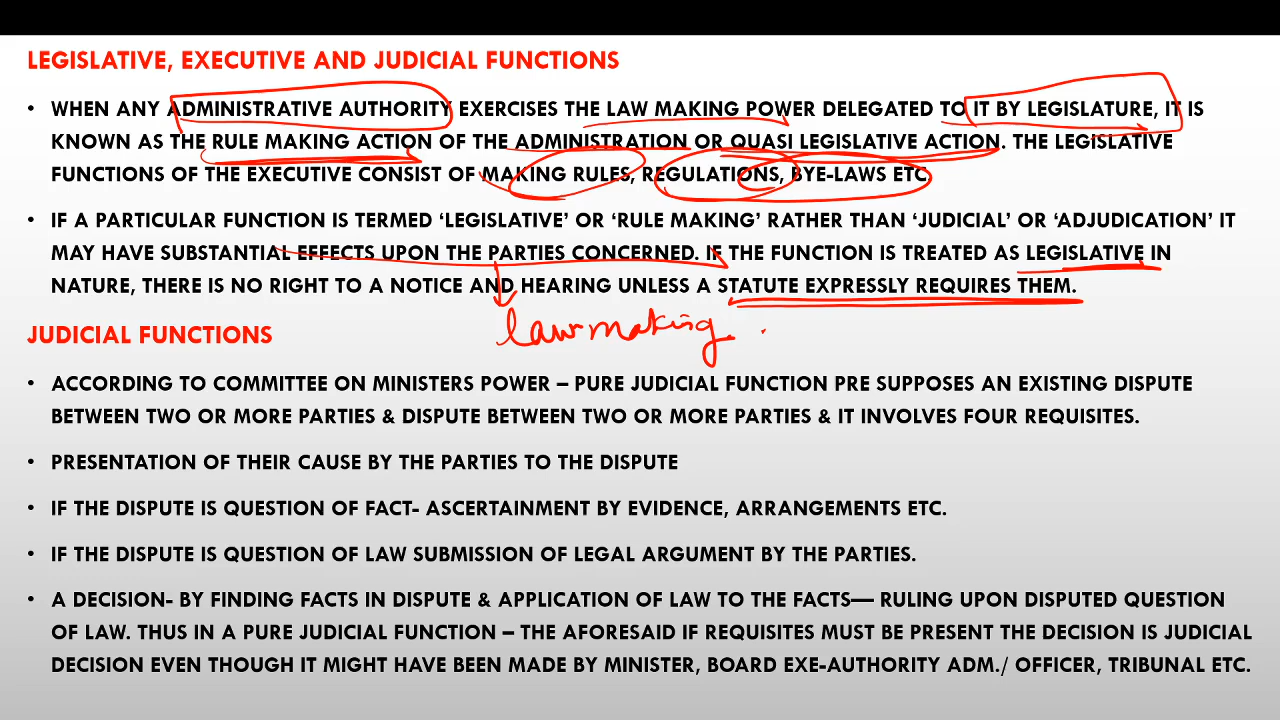 LEGISLATIVE, EXECUTIVE AND JUDICIAL FUNCTIONS
• WHEN ANY ADMINISTRATIVE AUTHORITY EXERCISES THE LAW MAKING POWER DELEGATED TO IT BY LEGISLATURE, IT IS
KNOWN AS THE RULE MAKING ACTION OF THE ADMINISTRATION OR QUASI LEGISLATIVE ACTION. THE LEGISLATIVE
FUNCTIONS OF THE EXECUTIVE CONSIST OF MAKING RULES, REGULATIONS, BYE-LAWS ETC.
• IF A PARTICULAR FUNCTION IS TERMED ‘LEGISLATIVE’ OR ‘RULE MAKING’ RATHER THAN ‘JUDICIAL’ OR ‘ADJUDICATION’ IT
MAY HAVE SUBSTANTIAL EFFECTS UPON THE PARTIES CONCERNED. IF THE FUNCTION IS TREATED AS LEGISLATIVE IN
NATURE, THERE IS NO RIGHT TO A NOTICE AND HEARING UNLESS A STATUTE EXPRESSLY REQUIRES THEM.
law making.
JUDICIAL FUNCTIONS
• ACCORDING TO COMMITTEE ON MINISTERS POWER – PURE JUDICIAL FUNCTION PRE SUPPOSES AN EXISTING DISPUTE
BETWEEN TWO OR MORE PARTIES & DISPUTE BETWEEN TWO OR MORE PARTIES & IT INVOLVES FOUR REQUISITES.
• PRESENTATION OF THEIR CAUSE BY THE PARTIES TO THE DISPUTE
• IF THE DISPUTE IS QUESTION OF FACT- ASCERTAINMENT BY EVIDENCE, ARRANGEMENTS ETC.
• IF THE DISPUTE IS QUESTION OF LAW SUBMISSION OF LEGAL ARGUMENT BY THE PARTIES.
• A DECISION- BY FINDING FACTS IN DISPUTE & APPLICATION OF LAW TO THE FACTS— RULING UPON DISPUTED QUESTION
OF LAW. THUS IN A PURE JUDICIAL FUNCTION – THE AFORESAID IF REQUISITES MUST BE PRESENT THE DECISION IS JUDICIAL
DECISION EVEN THOUGH IT MIGHT HAVE BEEN MADE BY MINISTER, BOARD EXE-AUTHORITY ADM./ OFFICER, TRIBUNAL ETC.